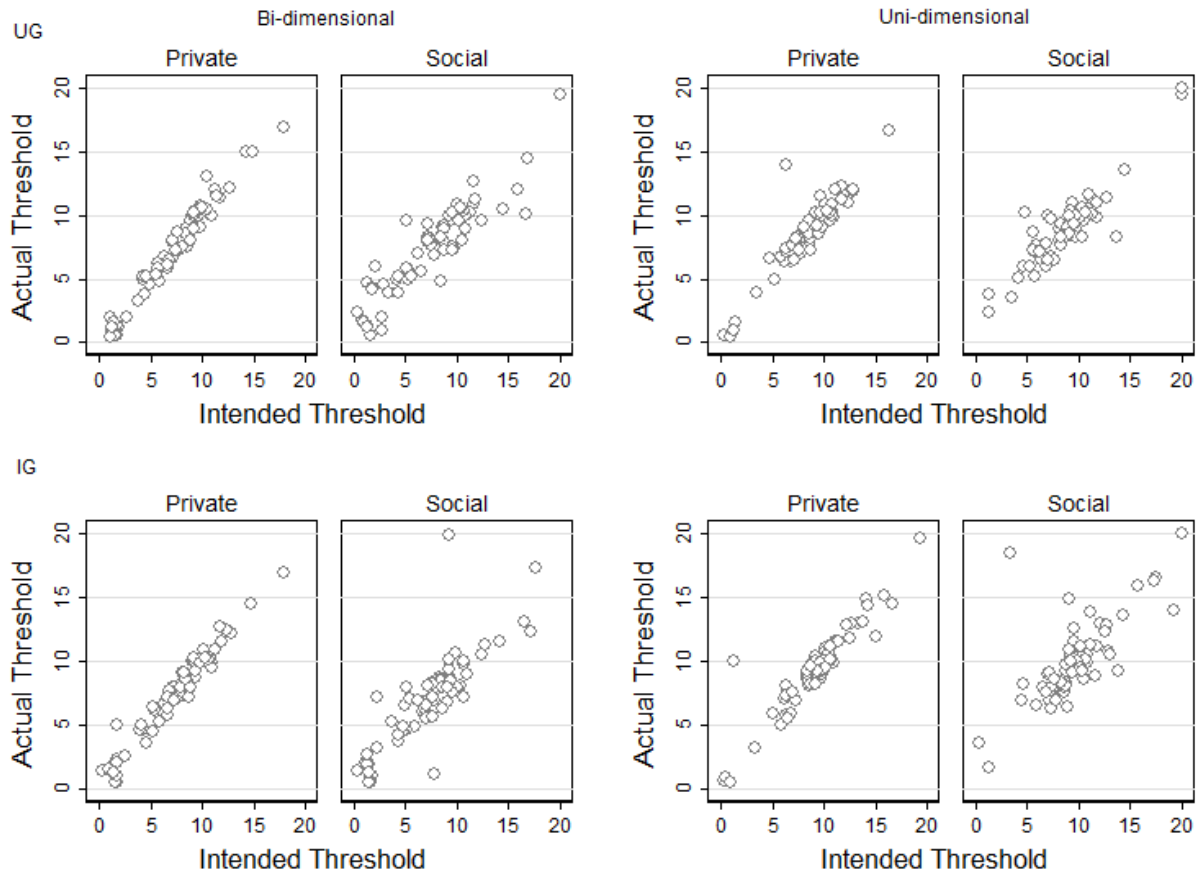 Bi-dimensional
Uni-dimensional
UG
Private
Social
Private
Social
Actual Threshold
20
15
10
5
0
0 5 10 15 20
0 5 10 15 20
Intended Threshold
Actual Threshold
20
15
10
5
0
0 5 10 15 20
0 5 10 15 20
Intended Threshold
IG
Private
Social
Private
Social
Actual Threshold
20
15
10
5
0
0 5 10 15 20
0 5 10 15 20
Intended Threshold
Actual Threshold
20
15
10
5
0
0 5 10 15 20
0 5 10 15 20
Intended Threshold